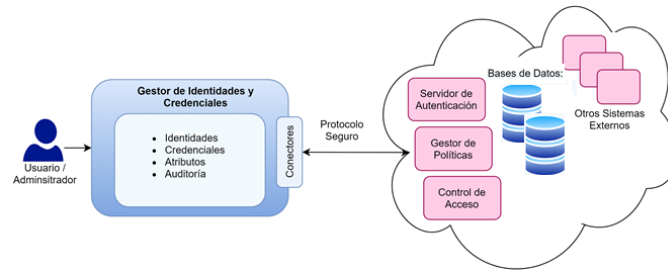 Gestor de Identidades y
Credenciales
Identidades
Credenciales
Atributos
Auditoría
Conectores
Usuario /
Adminsitrador
Protocolo
Seguro
Servidor de
Autenticación
Gestor de
Políticas
Control de
Acceso
Bases de Datos:
Otros Sistemas
Externos